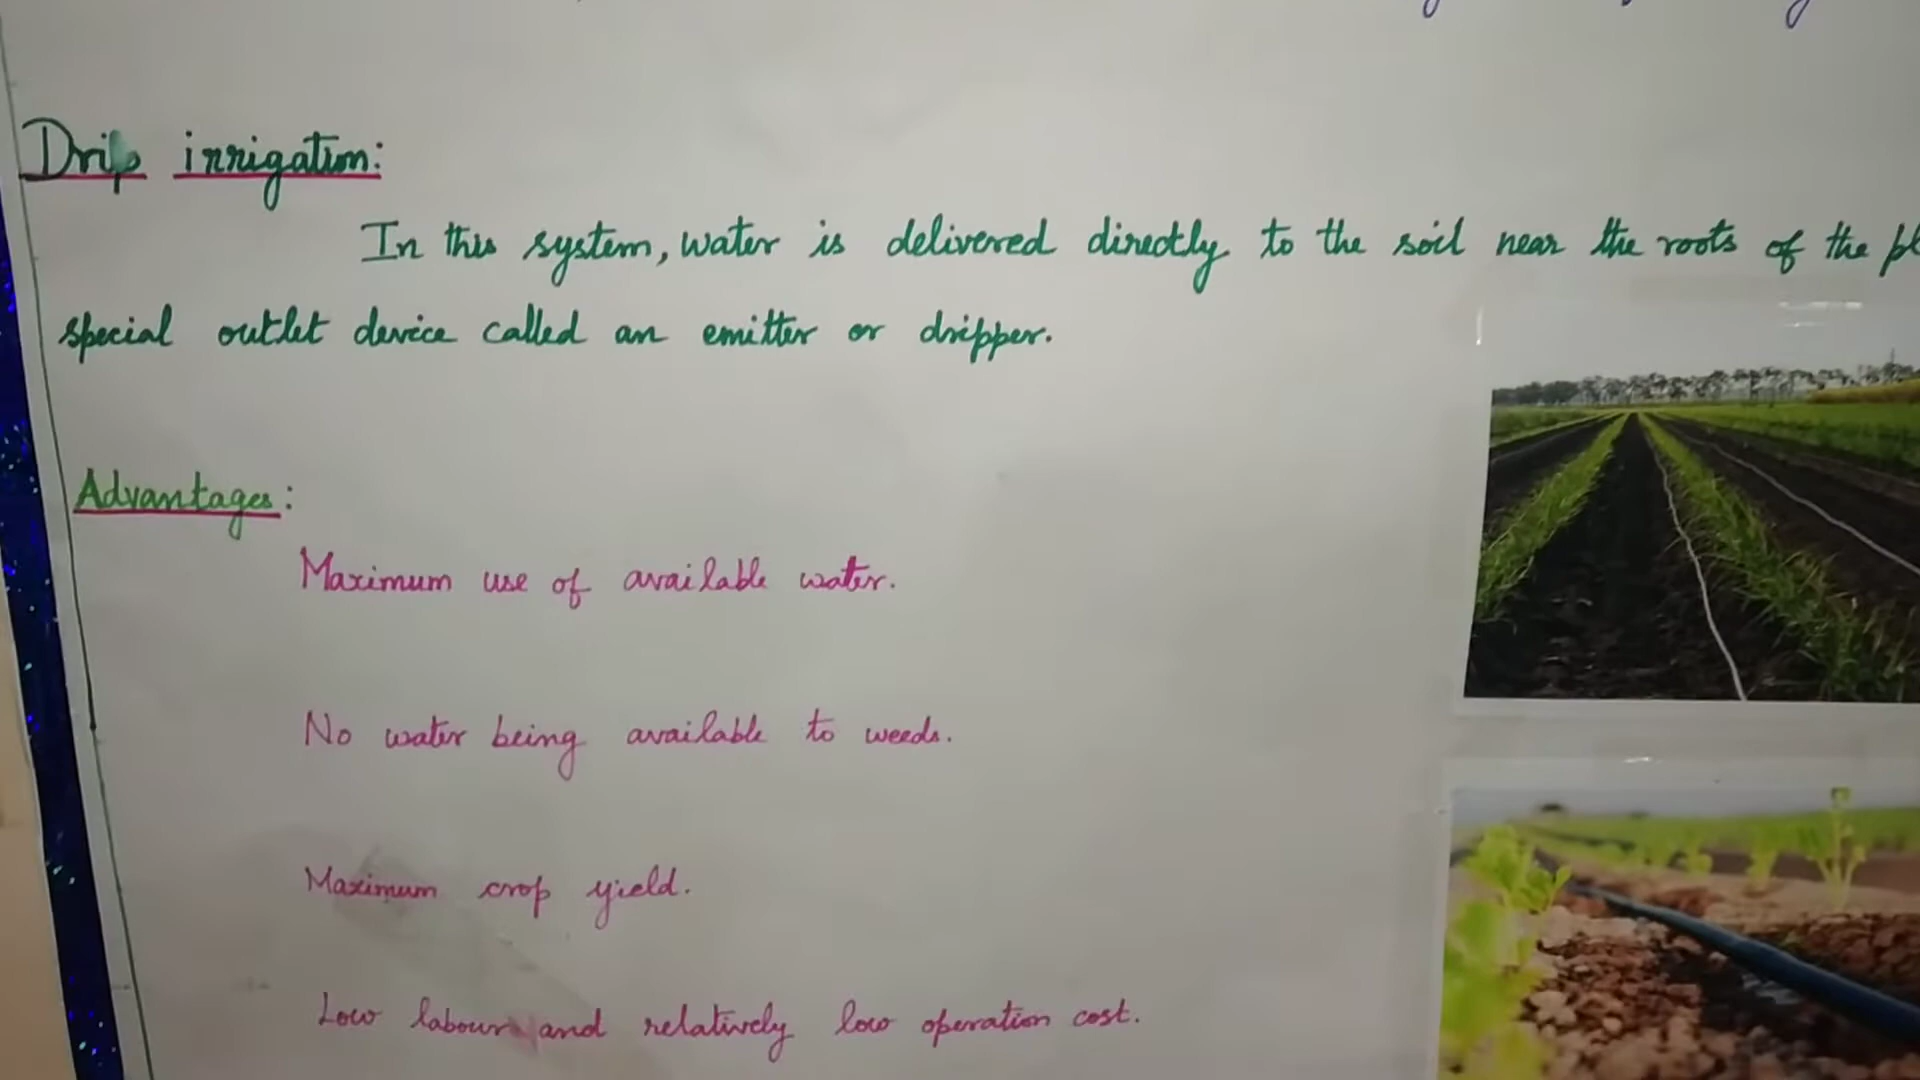 Drip irrigation:
In this system, water is delivered directly to the soil near the roots of the
special outlet device called an emitter or dripper.
Advantages:
Maximum use of available water.
No water being available to weeds.
Maximum crop yield.
Low labour and relatively low operation cost.